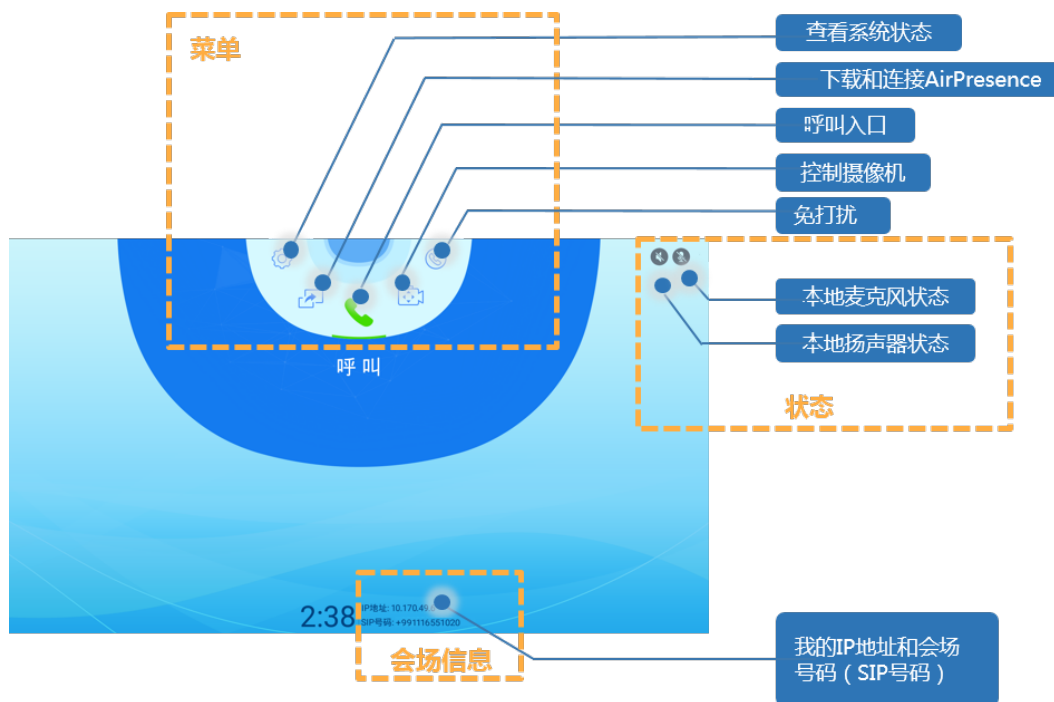 菜单
查看系统状态
下载和连接AirPresence
呼叫入口
控制摄像机
免打扰
呼 叫
本地麦克风状态
本地扬声器状态
状态
2:38
IP地址: 10.170.49.
SIP号码: +991116551020
会场信息
我的IP地址和会场
号码（SIP号码）